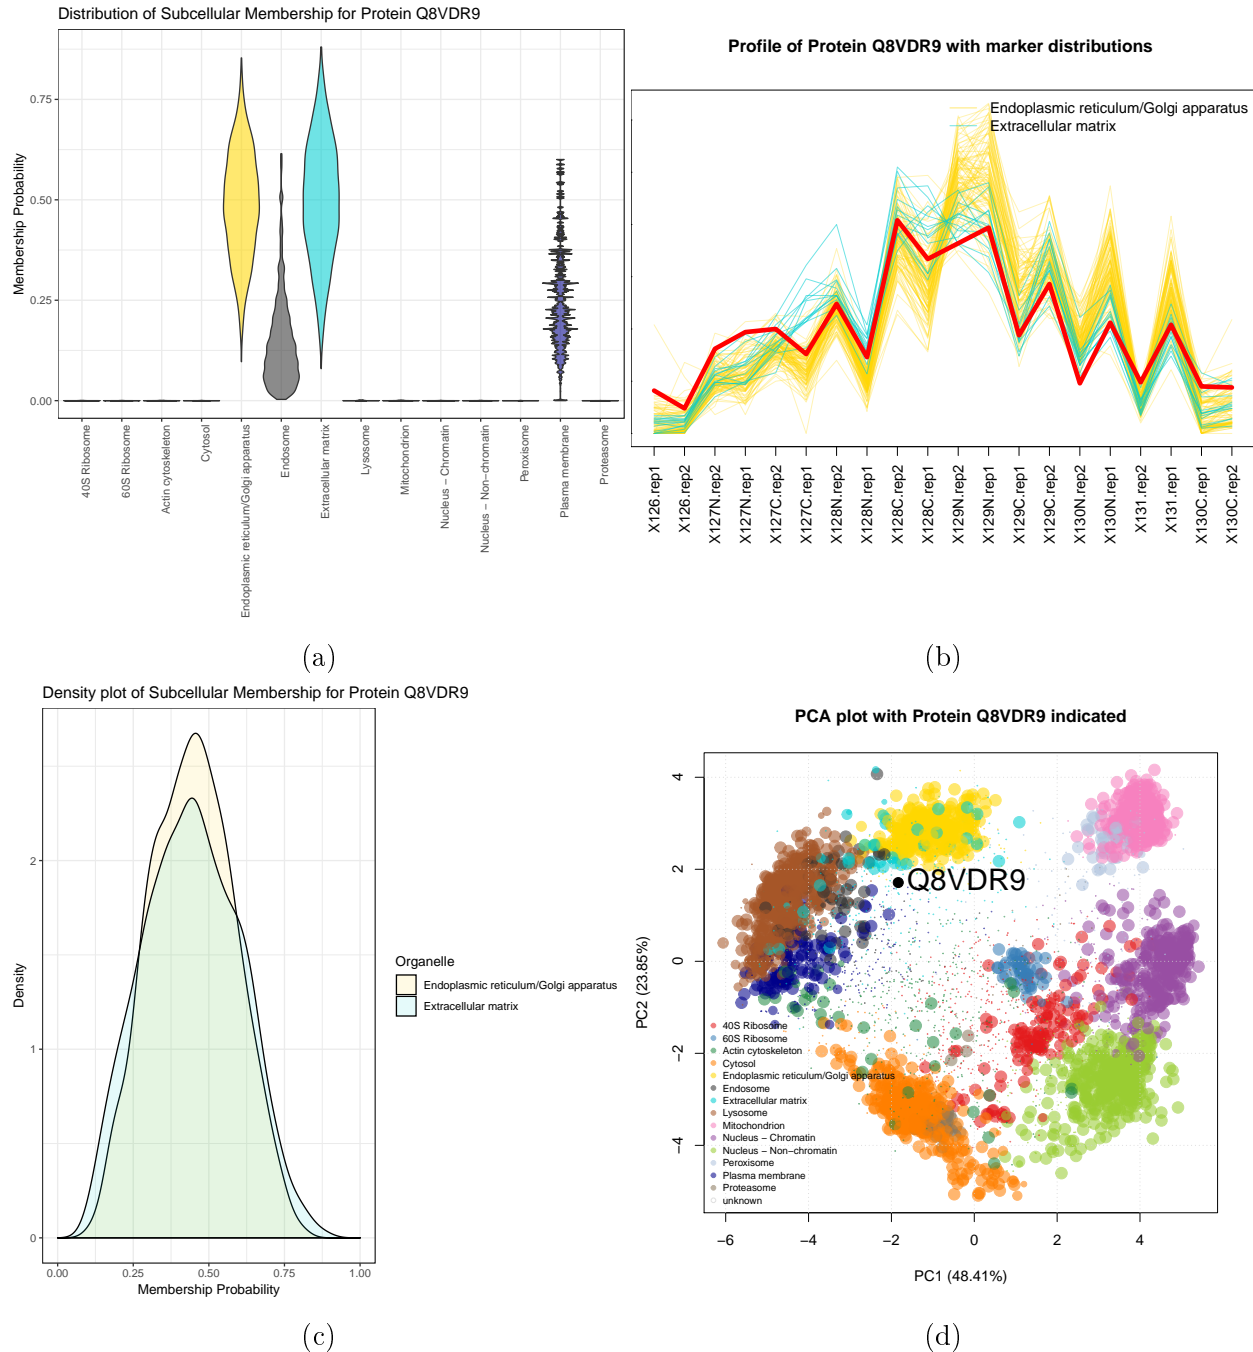 Distribution of Subcellular Membership for Protein Q8VDR9
Membership Probability
0.75
0.50
0.25
0.00
40S Ribosome
60S Ribosome
Actin cytoskeleton
Cytosol
Endoplasmic reticulum/Golgi apparatus
Endosome
Extracellular matrix
Lysosome
Mitochondrion
Nucleus − Chromatin
Nucleus − Non−chromatin
Peroxisome
Plasma membrane
Proteasome
(a)
Profile of Protein Q8VDR9 with marker distributions
Endoplasmic reticulum/Golgi apparatus
Extracellular matrix
X126.rep1
X126.rep2
X127N.rep2
X127N.rep1
X127C.rep2
X127C.rep1
X128N.rep2
X128N.rep1
X128C.rep2
X128C.rep1
X129N.rep2
X129N.rep1
X129C.rep1
X129C.rep2
X130N.rep2
X130N.rep1
X131.rep2
X131.rep1
X130C.rep1
X130C.rep2
(b)
Density plot of Subcellular Membership for Protein Q8VDR9
Density
2
1
0
0.00
0.25
0.50
0.75
1.00
Membership Probability
Organelle
Endoplasmic reticulum/Golgi apparatus
Extracellular matrix
(c)
PCA plot with Protein Q8VDR9 indicated
PC2 (23.85%)
4
2
0
−2
−4
Q8VDR9
40S Ribosome
60S Ribosome
Actin cytoskeleton
Cytosol
Endoplasmic reticulum/Golgi apparatus
Endosome
Extracellular matrix
Lysosome
Mitochondrion
Nucleus − Chromatin
Nucleus − Non−chromatin
Peroxisome
Plasma membrane
Proteasome
unknown
−6
−4
−2
0
2
4
PC1 (48.41%)
(d)